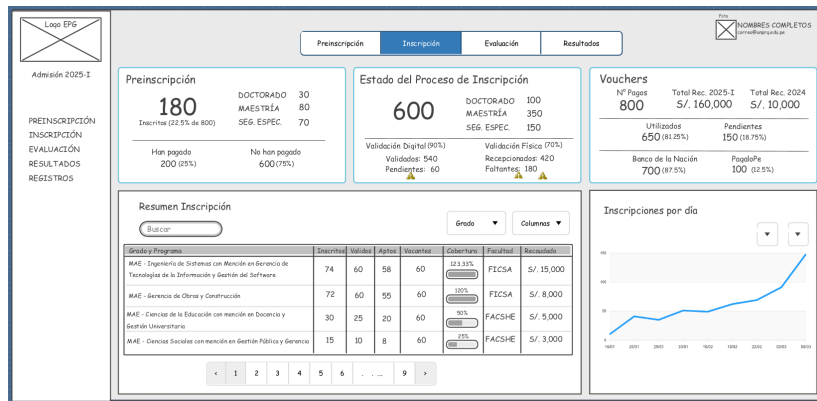 Logo EPG
Foto
NOMBRES COMPLETOS
correo@unprg.edu.pe
Preinscripción
Inscripción
Evaluación
Resultados
Admisión 2025-I
PREINSCRIPCIÓN
INSCRIPCIÓN
EVALUACIÓN
RESULTADOS
REGISTROS
Preinscripción
180
Inscritos (22.5% de 800)
DOCTORADO 30
MAESTRÍA 80
SEG. ESPEC. 70
Han pagado
200 (25%)
No han pagado
600 (75%)
Estado del Proceso de Inscripción
600
DOCTORADO 100
MAESTRÍA 350
SEG. ESPEC. 150
Validación Digital (90%)
Validados: 540
Pendientes: 60
Validación Física (70%)
Recepcionados: 420
Faltantes: 180
Vouchers
N° Pagos
800
Total Rec. 2025-I
S/. 160,000
Total Rec. 2024
S/. 10,000
Utilizados
650 (81.25%)
Pendientes
150 (18.75%)
Banco de la Nación
700 (87.5%)
PagaloPe
100 (12.5%)
Resumen Inscripción
Buscar
Grado
Columnas
Grado y Programa Inscritos Validos Aptos Vacantes Cobertura Facultad Recaudado
MAE - Ingeniería de Sistemas con Mención en Gerencia de
Tecnologías de la Información y Gestión del Software
74 60 58 60 123.33% FICSA S/. 15,000
MAE - Gerencia de Obras y Construcción 72 60 55 60 120% FICSA S/. 8,000
MAE - Ciencias de la Educación con mención en Docencia y
Gestión Universitaria
30 25 20 60 50% FACSHE S/. 5,000
MAE - Ciencias Sociales con mención en Gestión Pública y Gerencia 15 10 8 60 25% FACSHE S/. 3,000
‹ 1 2 3 4 5 6 . . ... 9 ›
Inscripciones por día
100
50
0